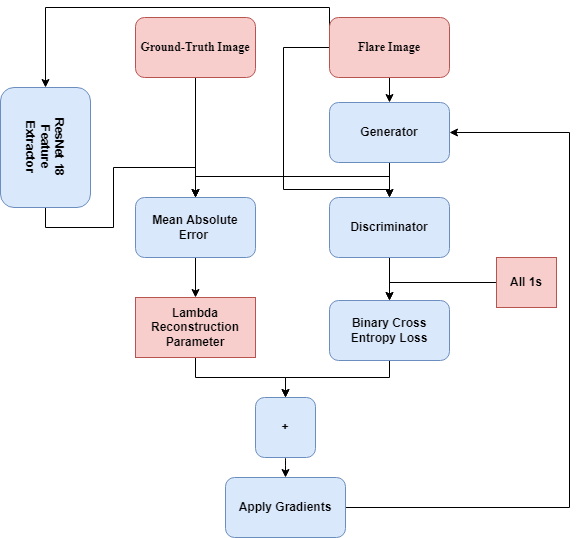 Ground-Truth Image
Flare Image
ResNet 18
Feature
Extractor
Generator
Mean Absolute
Error
Discriminator
All 1s
Lambda
Reconstruction
Parameter
Binary Cross
Entropy Loss
+
Apply Gradients